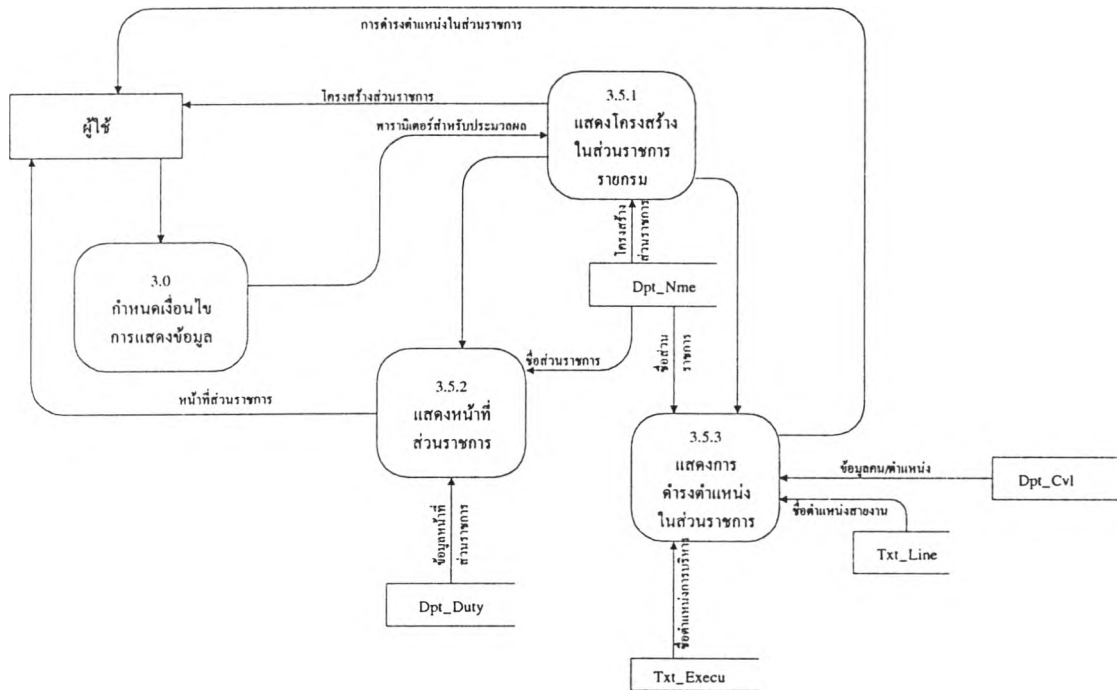 การดำรงตำแหน่งในส่วนราชการ
โครงสร้างส่วนราชการ
ผู้ใช้
พารามิเตอร์สำหรับประมวลผล
3.5.1
แสดงโครงสร้าง
ในส่วนราชการ
รายกรม
โครงสร้าง
ส่วนราชการ
Dpt_Nme
3.0
กำหนดเงื่อนไข
การแสดงข้อมูล
ชื่อส่วนราชการ
ชื่อส่วน
ราชการ
หน้าที่ส่วนราชการ
3.5.2
แสดงหน้าที่
ส่วนราชการ
3.5.3
แสดงการ
ดำรงตำแหน่ง
ในส่วนราชการ
ข้อมูลคน/ตำแหน่ง
Dpt_Cvl
ชื่อตำแหน่งสายงาน
Txt_Line
ข้อมูลหน้าที่
ส่วนราชการ
Dpt_Duty
ชื่อตำแหน่งการบริหาร
Txt_Execu